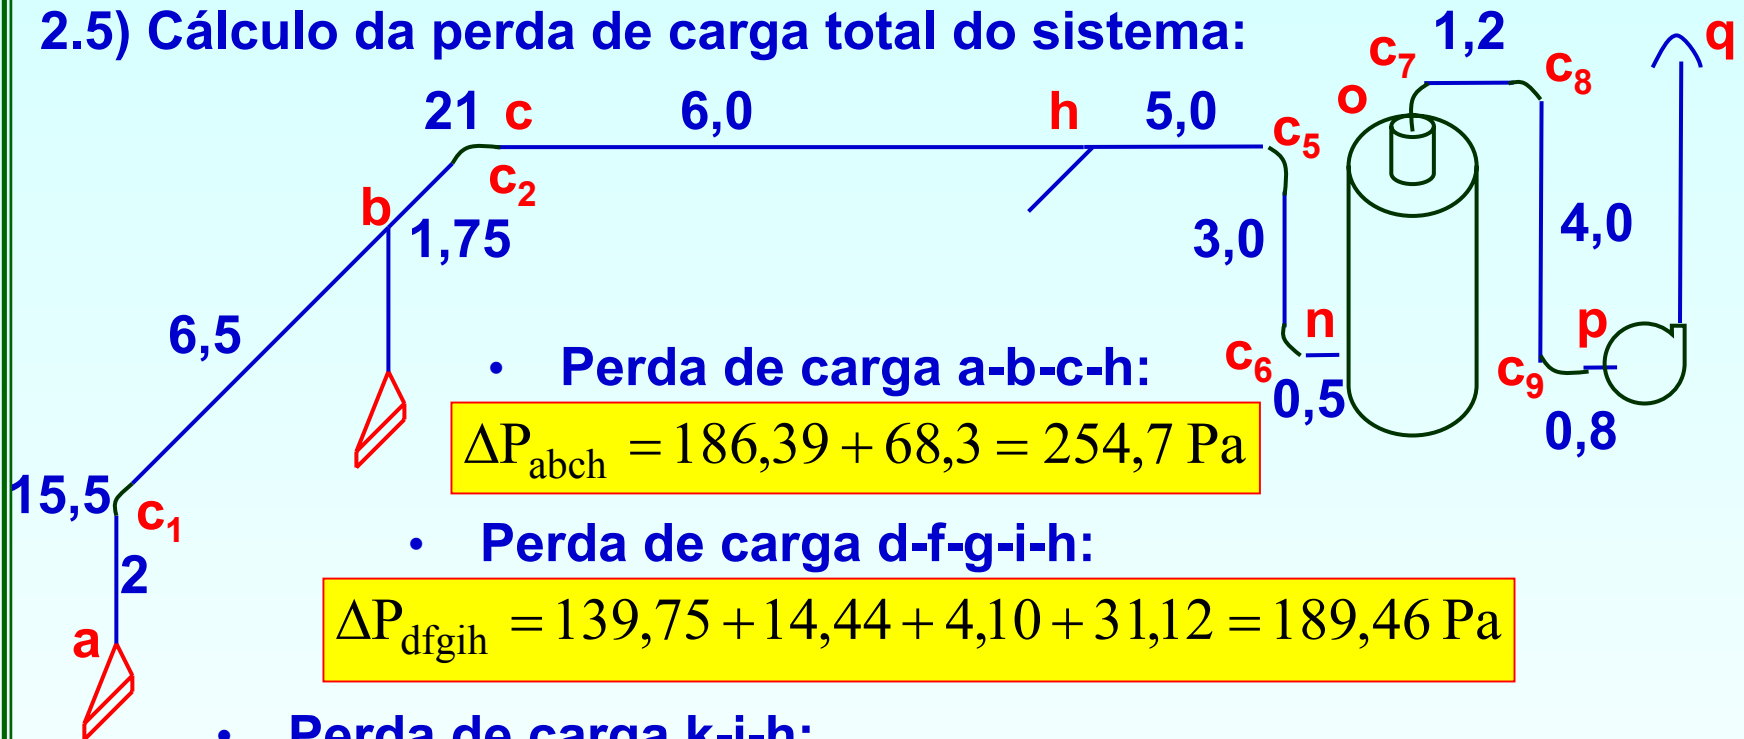 2.5) Cálculo da perda de carga total do sistema:
c7 1,2 c8 q
o
21 c 6,0 h 5,0 c5
c2
b 1,75 3,0 4,0
6,5
n p
• Perda de carga a-b-c-h:
c6 0,5 c9 0,8
ΔPabch = 186,39 + 68,3 = 254,7 Pa
15,5 c1
• Perda de carga d-f-g-i-h:
2
ΔPdfgih = 139,75 + 14,44 + 4,10 + 31,12 = 189,46 Pa
a
• Perda de carga k-i-h: